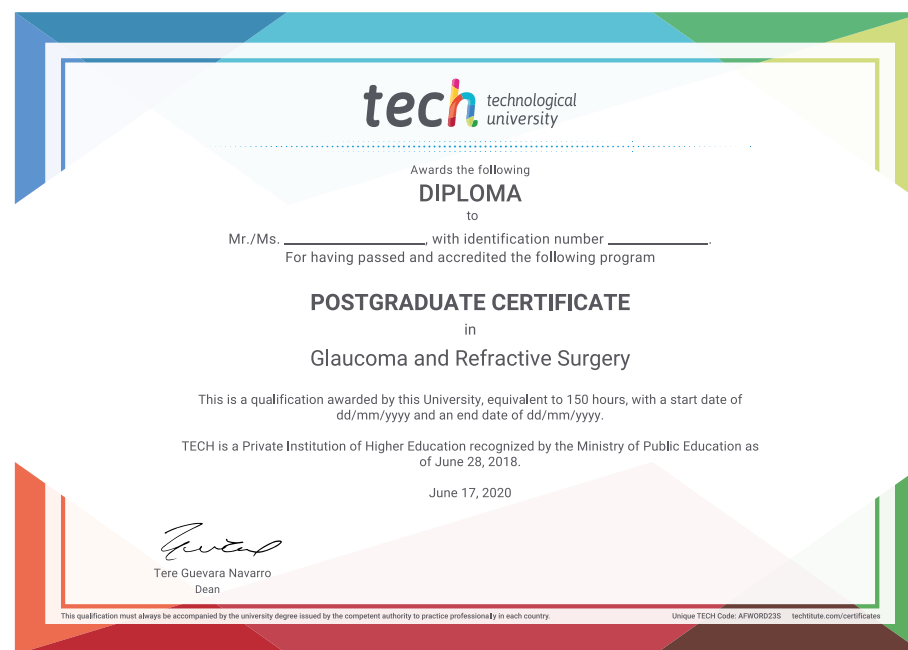 tech technological
university
Awards the following
DIPLOMA
to
Mr./Ms. ____________, with identification number ____________.
For having passed and accredited the following program
POSTGRADUATE CERTIFICATE
in
Glaucoma and Refractive Surgery
This is a qualification awarded by this University, equivalent to 150 hours, with a start date of
dd/mm/yyyy and an end date of dd/mm/yyyy.
TECH is a Private Institution of Higher Education recognized by the Ministry of Public Education as
of June 28, 2018.
June 17, 2020
Tere Guevara Navarro
Dean
This qualification must always be accompanied by the university degree issued by the competent authority to practice professionally in each country. Unique TECH Code: AFWORD23S techtitute.com/certificates